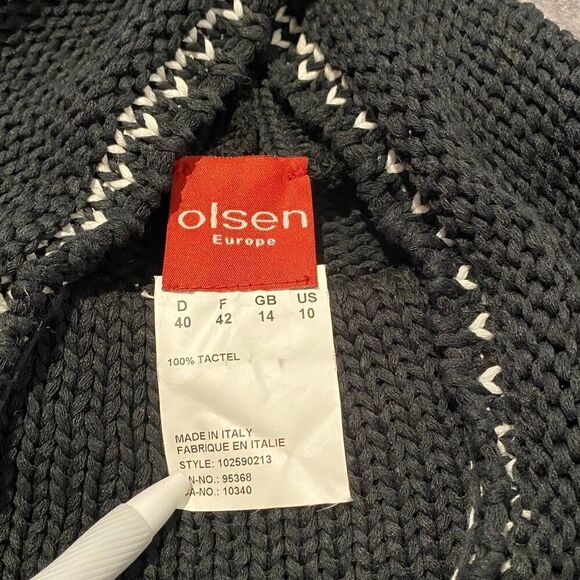 olsen
Europe
D F GB US
40 42 14 10
100% TACTEL
MADE IN ITALY
FABRIQUE EN ITALIE
STYLE: 102590213
N-NO.: 95368
A-NO.: 10340